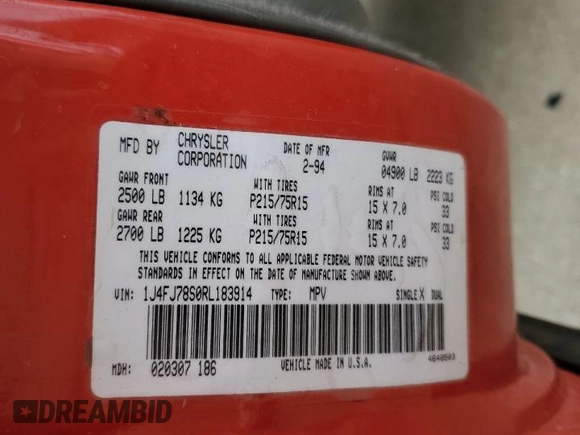 MFD BY CHRYSLER CORPORATION DATE OF MFR 2-94 GVWR 04900 LB 2223 KG
GAWR FRONT WITH TIRES RIMS AT PSI COLD
2500 LB 1134 KG P215/75R15 15 X 7.0 33
GAWR REAR WITH TIRES RIMS AT PSI COLD
2700 LB 1225 KG P215/75R15 15 X 7.0 33
THIS VEHICLE CONFORMS TO ALL APPLICABLE FEDERAL MOTOR VEHICLE SAFETY
STANDARDS IN EFFECT ON THE DATE OF MANUFACTURE SHOWN ABOVE.
VIN: 1J4FJ78S0RL183914 TYPE: MPV SINGLE X DUAL
MDH: 020307 186 VEHICLE MADE IN U.S.A. 4648503
DREAMBID